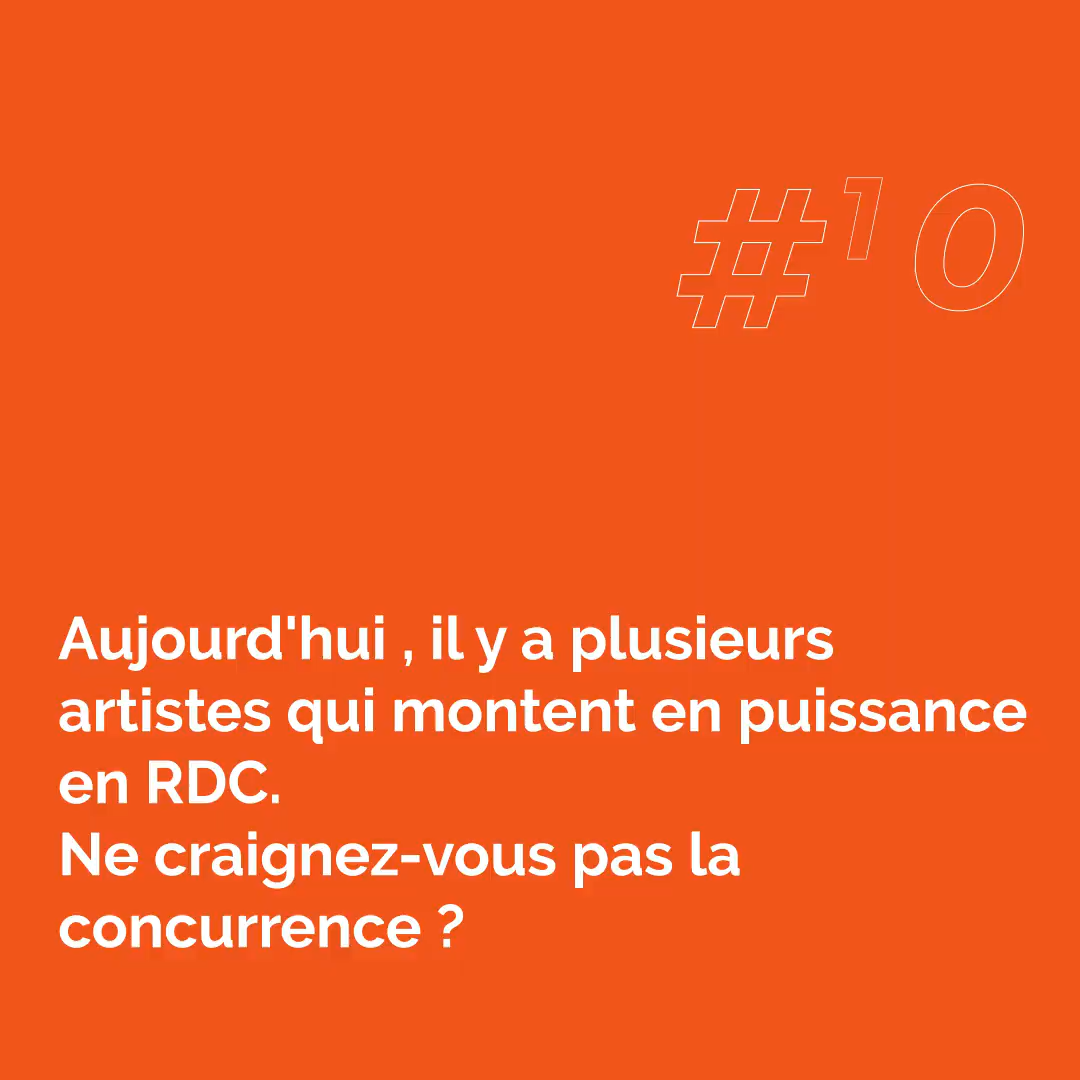 #10
Aujourd'hui , il y a plusieurs
artistes qui montent en puissance
en RDC.
Ne craignez-vous pas la
concurrence ?